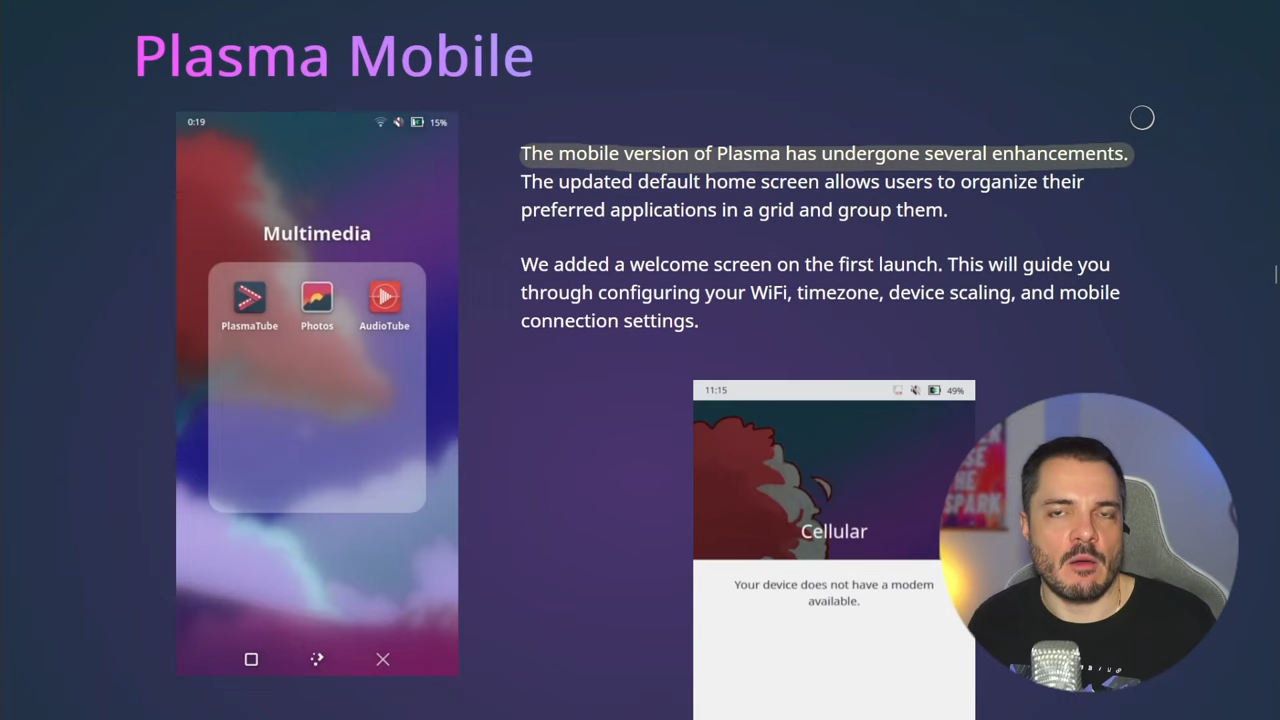 Plasma Mobile
0:19
15%
Multimedia
PlasmaTube
Photos
AudioTube
The mobile version of Plasma has undergone several enhancements.
The updated default home screen allows users to organize their
preferred applications in a grid and group them.
We added a welcome screen on the first launch. This will guide you
through configuring your WiFi, timezone, device scaling, and mobile
connection settings.
11:15
49%
Cellular
Your device does not have a modem
available.
SE
HE
SPARK